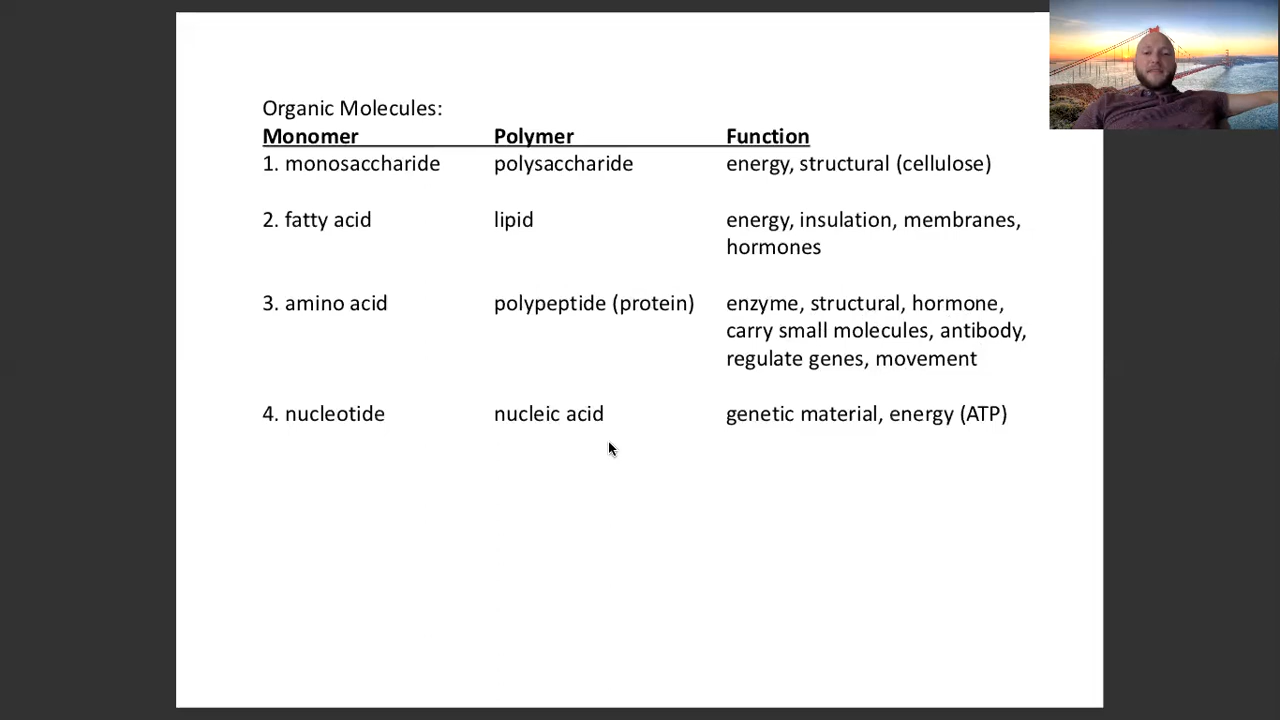 Organic Molecules:
Monomer Polymer Function
1. monosaccharide polysaccharide energy, structural (cellulose)
2. fatty acid lipid energy, insulation, membranes,
hormones
3. amino acid polypeptide (protein) enzyme, structural, hormone,
carry small molecules, antibody,
regulate genes, movement
4. nucleotide nucleic acid genetic material, energy (ATP)